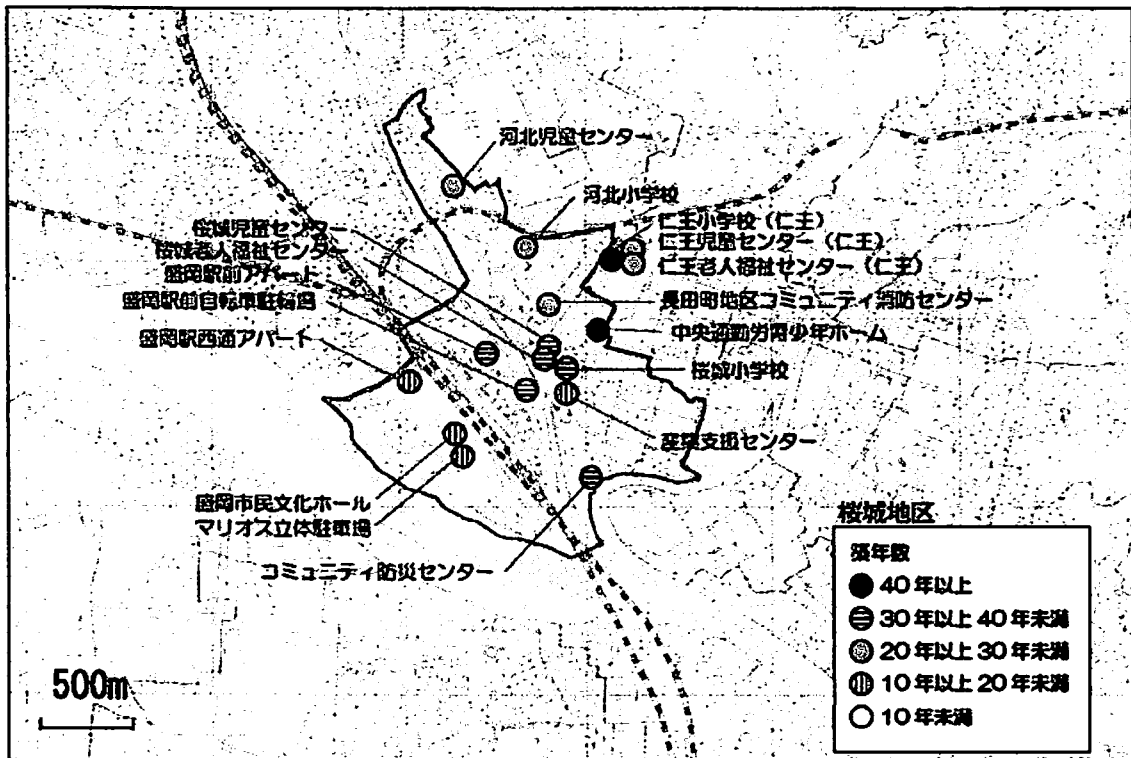 河北児童センター
河北小学校
仁王小学校（仁王）
仁王児童センター（仁王）
仁王老人福祉センター（仁王）
長田町地区コミュニティ消防センター
中央通勤労青少年ホーム
桜城小学校
産業支援センター
桜城児童センター
桜城老人福祉センター
盛岡駅前アパート
盛岡駅前自転車駐輪場
盛岡駅西通アパート
盛岡市民文化ホール
マリオス立体駐車場
コミュニティ防災センター
桜城地区
築年数
40年以上
30年以上40年未満
20年以上30年未満
10年以上20年未満
10年未満
500m